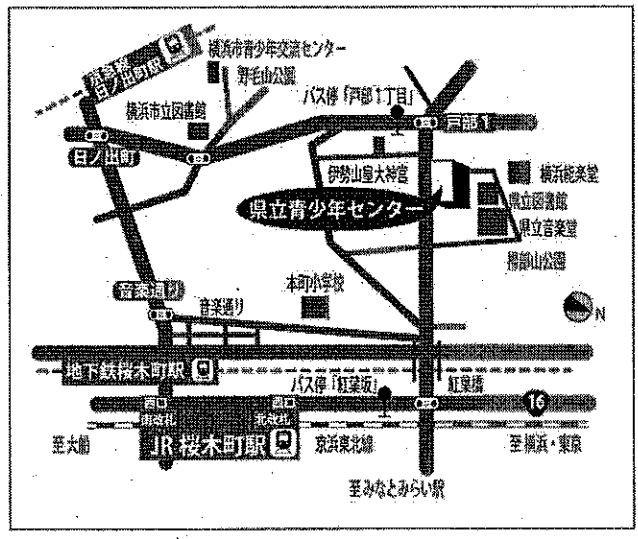 京急線
日ノ出町駅
横浜市青少年交流センター
野毛山公園
バス停「戸部1丁目」
横浜市立図書館
戸部1
日ノ出町
伊勢山皇大神宮
横浜能楽堂
県立図書館
県立青少年センター
県立音楽堂
掃部山公園
音楽通り
音楽通り
本町小学校
N
地下鉄桜木町駅
バス停「紅葉坂」
紅葉橋
16
西口
南改札
北改札
至大船
JR 桜木町駅
京浜東北線
至横浜・東京
至みなとみらい駅